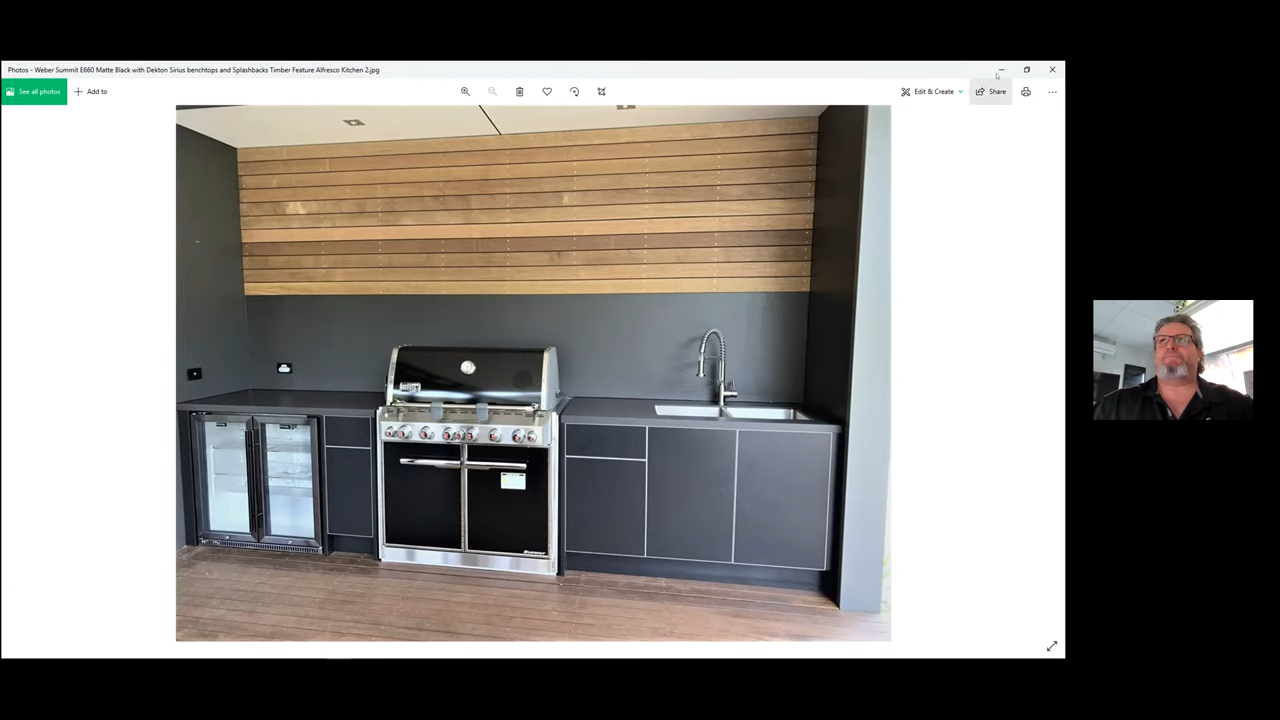 Photos - Weber Summit E660 Matte Black with Dekton Sirius benchtops and Splashbacks Timber Feature Alfresco Kitchen 2.jpg
See all photos
Add to
Edit & Create
Share